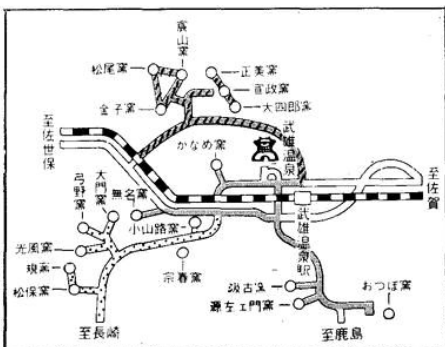 眞山窯
松尾窯
正美窯
画政窯
金子窯
大四郎窯
至佐世保
武雄温泉
かなめ窯
至佐賀
大門窯
弓野窯
無名窯
小山路窯
武雄温泉駅
光風窯
現窯
宗春窯
松保窯
汲古窯
おつぼ窯
源左ェ門窯
至長崎
至鹿島